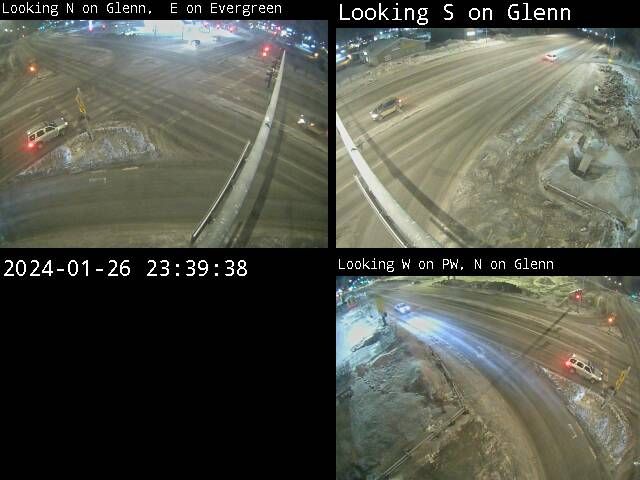 Looking N on Glenn, E on Evergreen
Looking S on Glenn
2024-01-26 23:39:38
Looking W on PW, N on Glenn